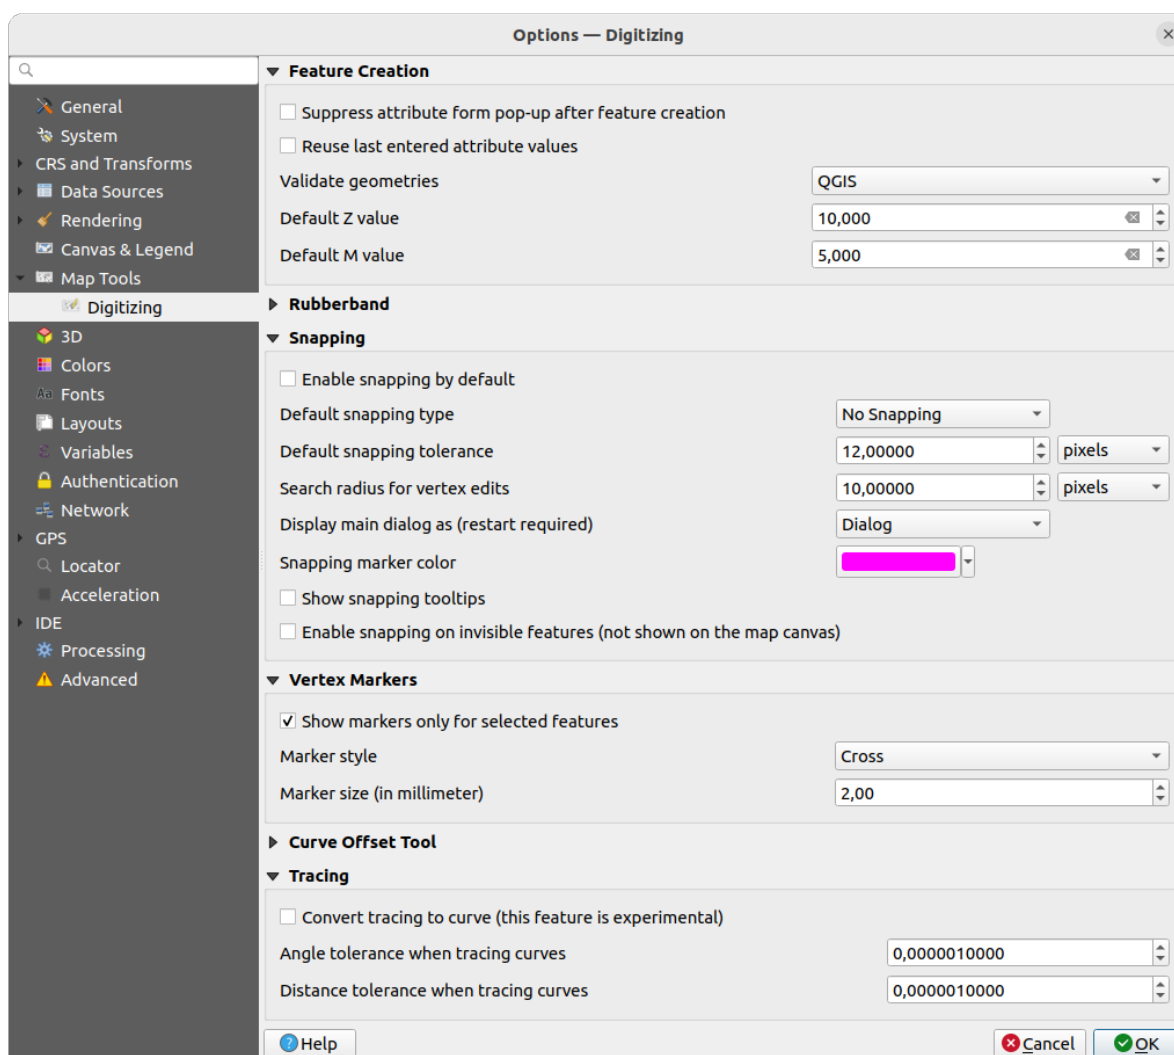 Options — Digitizing
General
System
CRS and Transforms
Data Sources
Rendering
Canvas & Legend
Map Tools
Digitizing
3D
Colors
Aa Fonts
Layouts
ε Variables
Authentication
Network
GPS
Locator
Acceleration
IDE
Processing
Advanced
Feature Creation
Suppress attribute form pop-up after feature creation
Reuse last entered attribute values
Validate geometries QGIS
Default Z value 10,000
Default M value 5,000
Rubberband
Snapping
Enable snapping by default
Default snapping type No Snapping
Default snapping tolerance 12,00000 pixels
Search radius for vertex edits 10,00000 pixels
Display main dialog as (restart required) Dialog
Snapping marker color
Show snapping tooltips
Enable snapping on invisible features (not shown on the map canvas)
Vertex Markers
Show markers only for selected features
Marker style Cross
Marker size (in millimeter) 2,00
Curve Offset Tool
Tracing
Convert tracing to curve (this feature is experimental)
Angle tolerance when tracing curves 0,0000010000
Distance tolerance when tracing curves 0,0000010000
? Help Cancel OK